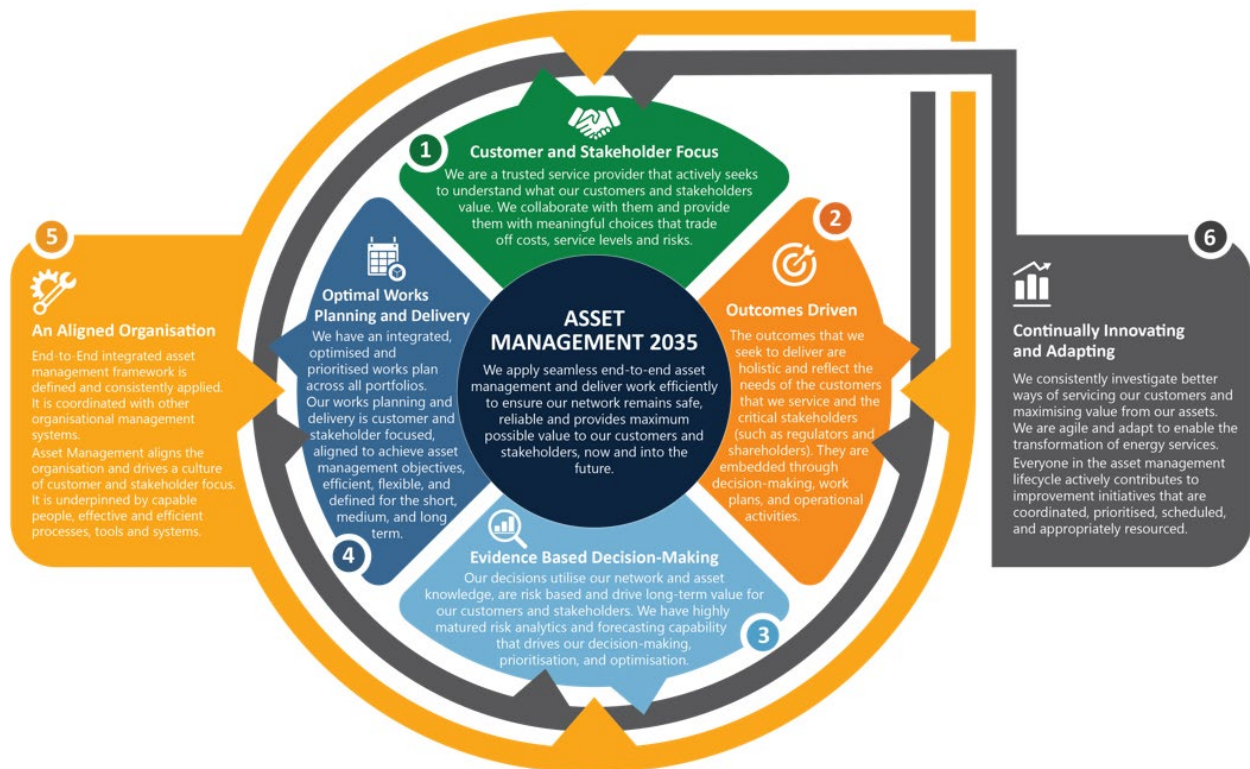 1
Customer and Stakeholder Focus
We are a trusted service provider that actively seeks
to understand what our customers and stakeholders
value. We collaborate with them and provide
them with meaningful choices that trade
off costs, service levels and risks.
2
Outcomes Driven
The outcomes that we
seek to deliver are
holistic and reflect the
needs of the customers
that we service and the
critical stakeholders
(such as regulators and
shareholders). They are
embedded through
decision-making, work
plans, and operational
activities.
3
Evidence Based Decision-Making
Our decisions utilise our network and asset
knowledge, are risk based and drive long-term value for
our customers and stakeholders. We have highly
matured risk analytics and forecasting capability
that drives our decision-making,
prioritisation, and optimisation.
4
Optimal Works
Planning and Delivery
We have an integrated,
optimised and
prioritised works plan
across all portfolios.
Our works planning and
delivery is customer and
stakeholder focused,
aligned to achieve asset
management objectives,
efficient, flexible, and
defined for the short,
medium, and long
term.
ASSET
MANAGEMENT 2035
We apply seamless end-to-end asset
management and deliver work efficiently
to ensure our network remains safe,
reliable and provides maximum
possible value to our customers and
stakeholders, now and into the
future.
5
An Aligned Organisation
End-to-End integrated asset
management framework is
defined and consistently applied.
It is coordinated with other
organisational management
systems.
Asset Management aligns the
organisation and drives a culture
of customer and stakeholder focus.
It is underpinned by capable
people, effective and efficient
processes, tools and systems.
6
Continually Innovating
and Adapting
We consistently investigate better
ways of servicing our customers and
maximising value from our assets.
We are agile and adapt to enable the
transformation of energy services.
Everyone in the asset management
lifecycle actively contributes to
improvement initiatives that are
coordinated, prioritised, scheduled,
and appropriately resourced.